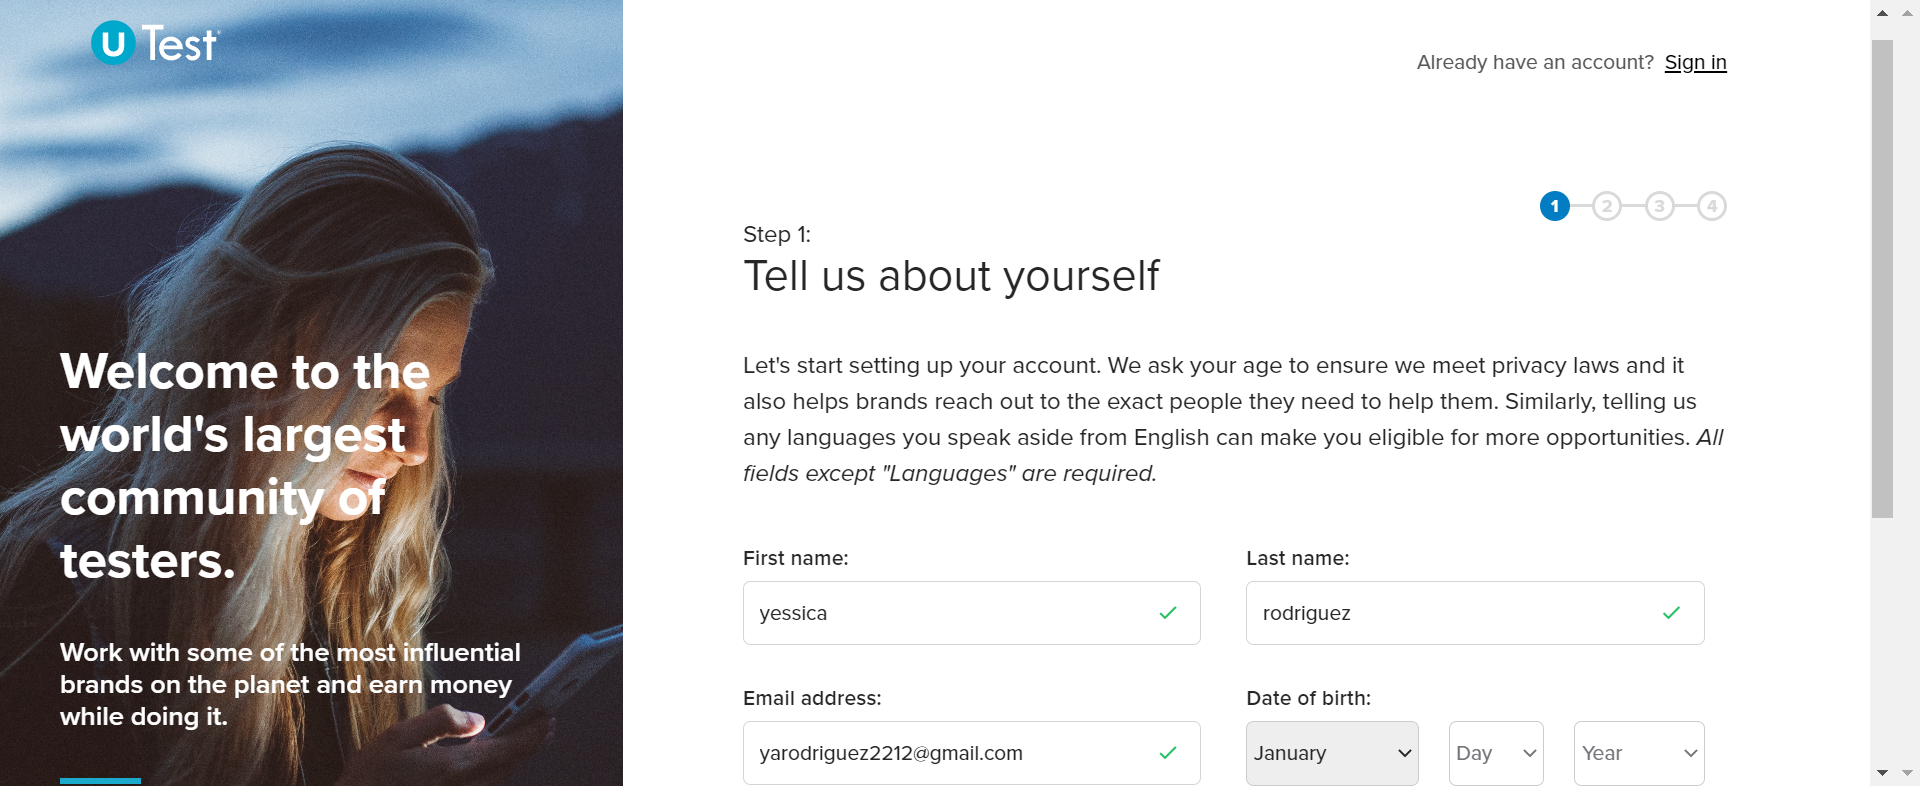 U Test
Already have an account? Sign in
1 2 3 4
Step 1:
Tell us about yourself
Let's start setting up your account. We ask your age to ensure we meet privacy laws and it
also helps brands reach out to the exact people they need to help them. Similarly, telling us
any languages you speak aside from English can make you eligible for more opportunities. All
fields except "Languages" are required.
Welcome to the
world's largest
community of
testers.
Work with some of the most influential
brands on the planet and earn money
while doing it.
First name: Last name:
yessica rodriguez
Email address: Date of birth:
yarodriguez2212@gmail.com January Day Year